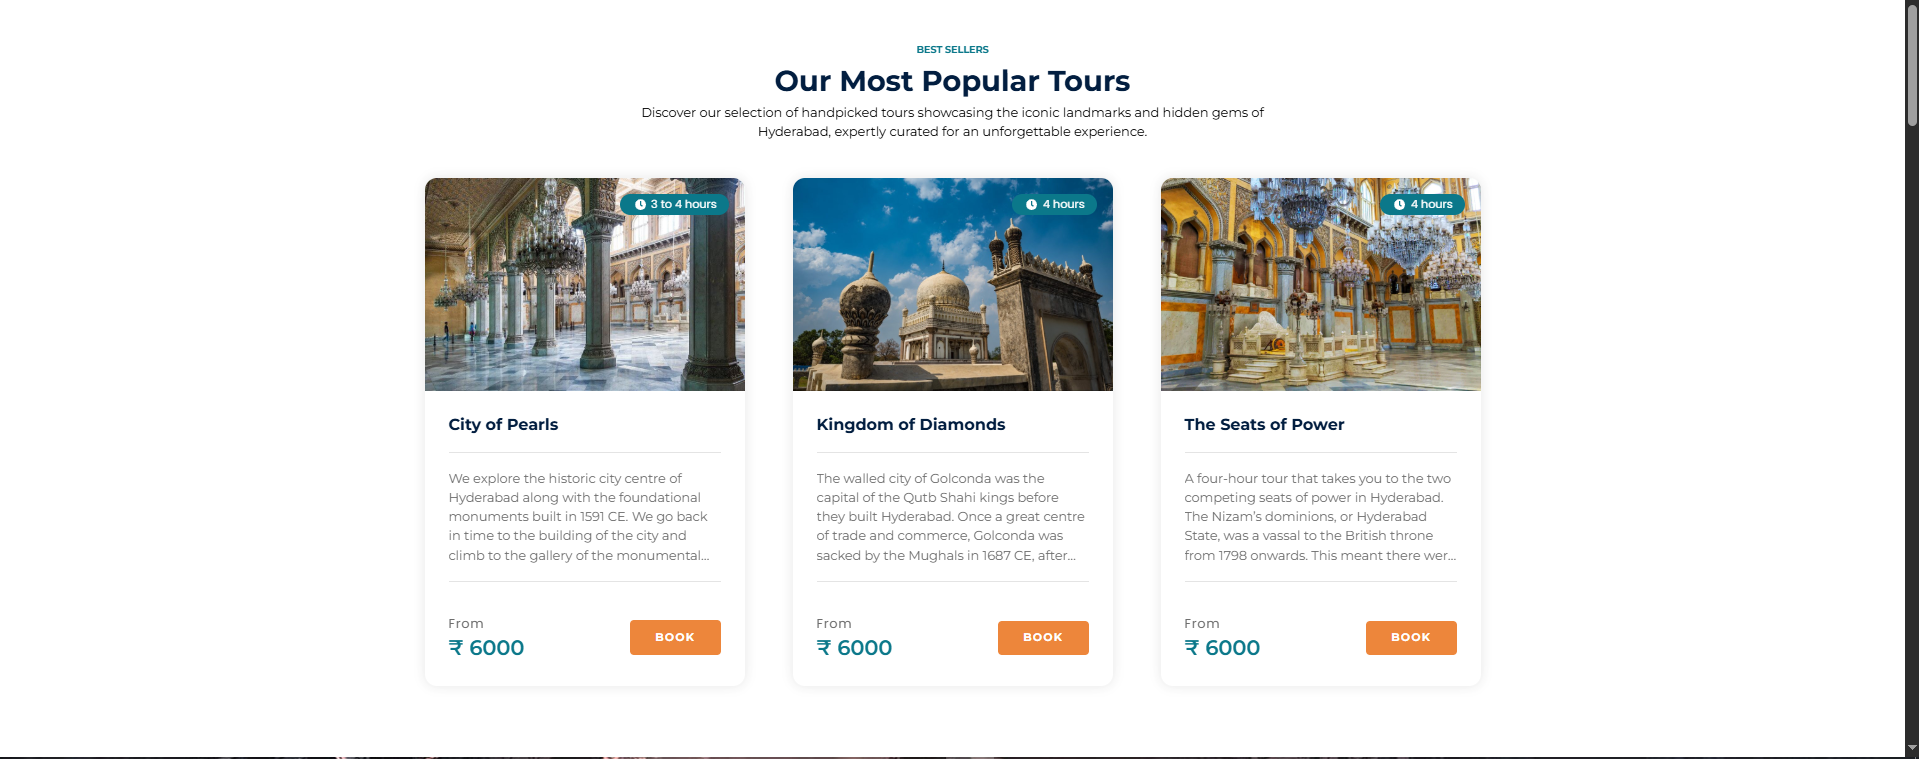 BEST SELLERS
Our Most Popular Tours
Discover our selection of handpicked tours showcasing the iconic landmarks and hidden gems of
Hyderabad, expertly curated for an unforgettable experience.
3 to 4 hours
City of Pearls
We explore the historic city centre of
Hyderabad along with the foundational
monuments built in 1591 CE. We go back
in time to the building of the city and
climb to the gallery of the monumental...
From
₹ 6000
BOOK
4 hours
Kingdom of Diamonds
The walled city of Golconda was the
capital of the Qutb Shahi kings before
they built Hyderabad. Once a great centre
of trade and commerce, Golconda was
sacked by the Mughals in 1687 CE, after...
From
₹ 6000
BOOK
4 hours
The Seats of Power
A four-hour tour that takes you to the two
competing seats of power in Hyderabad.
The Nizam's dominions, or Hyderabad
State, was a vassal to the British throne
from 1798 onwards. This meant there wer...
From
₹ 6000
BOOK